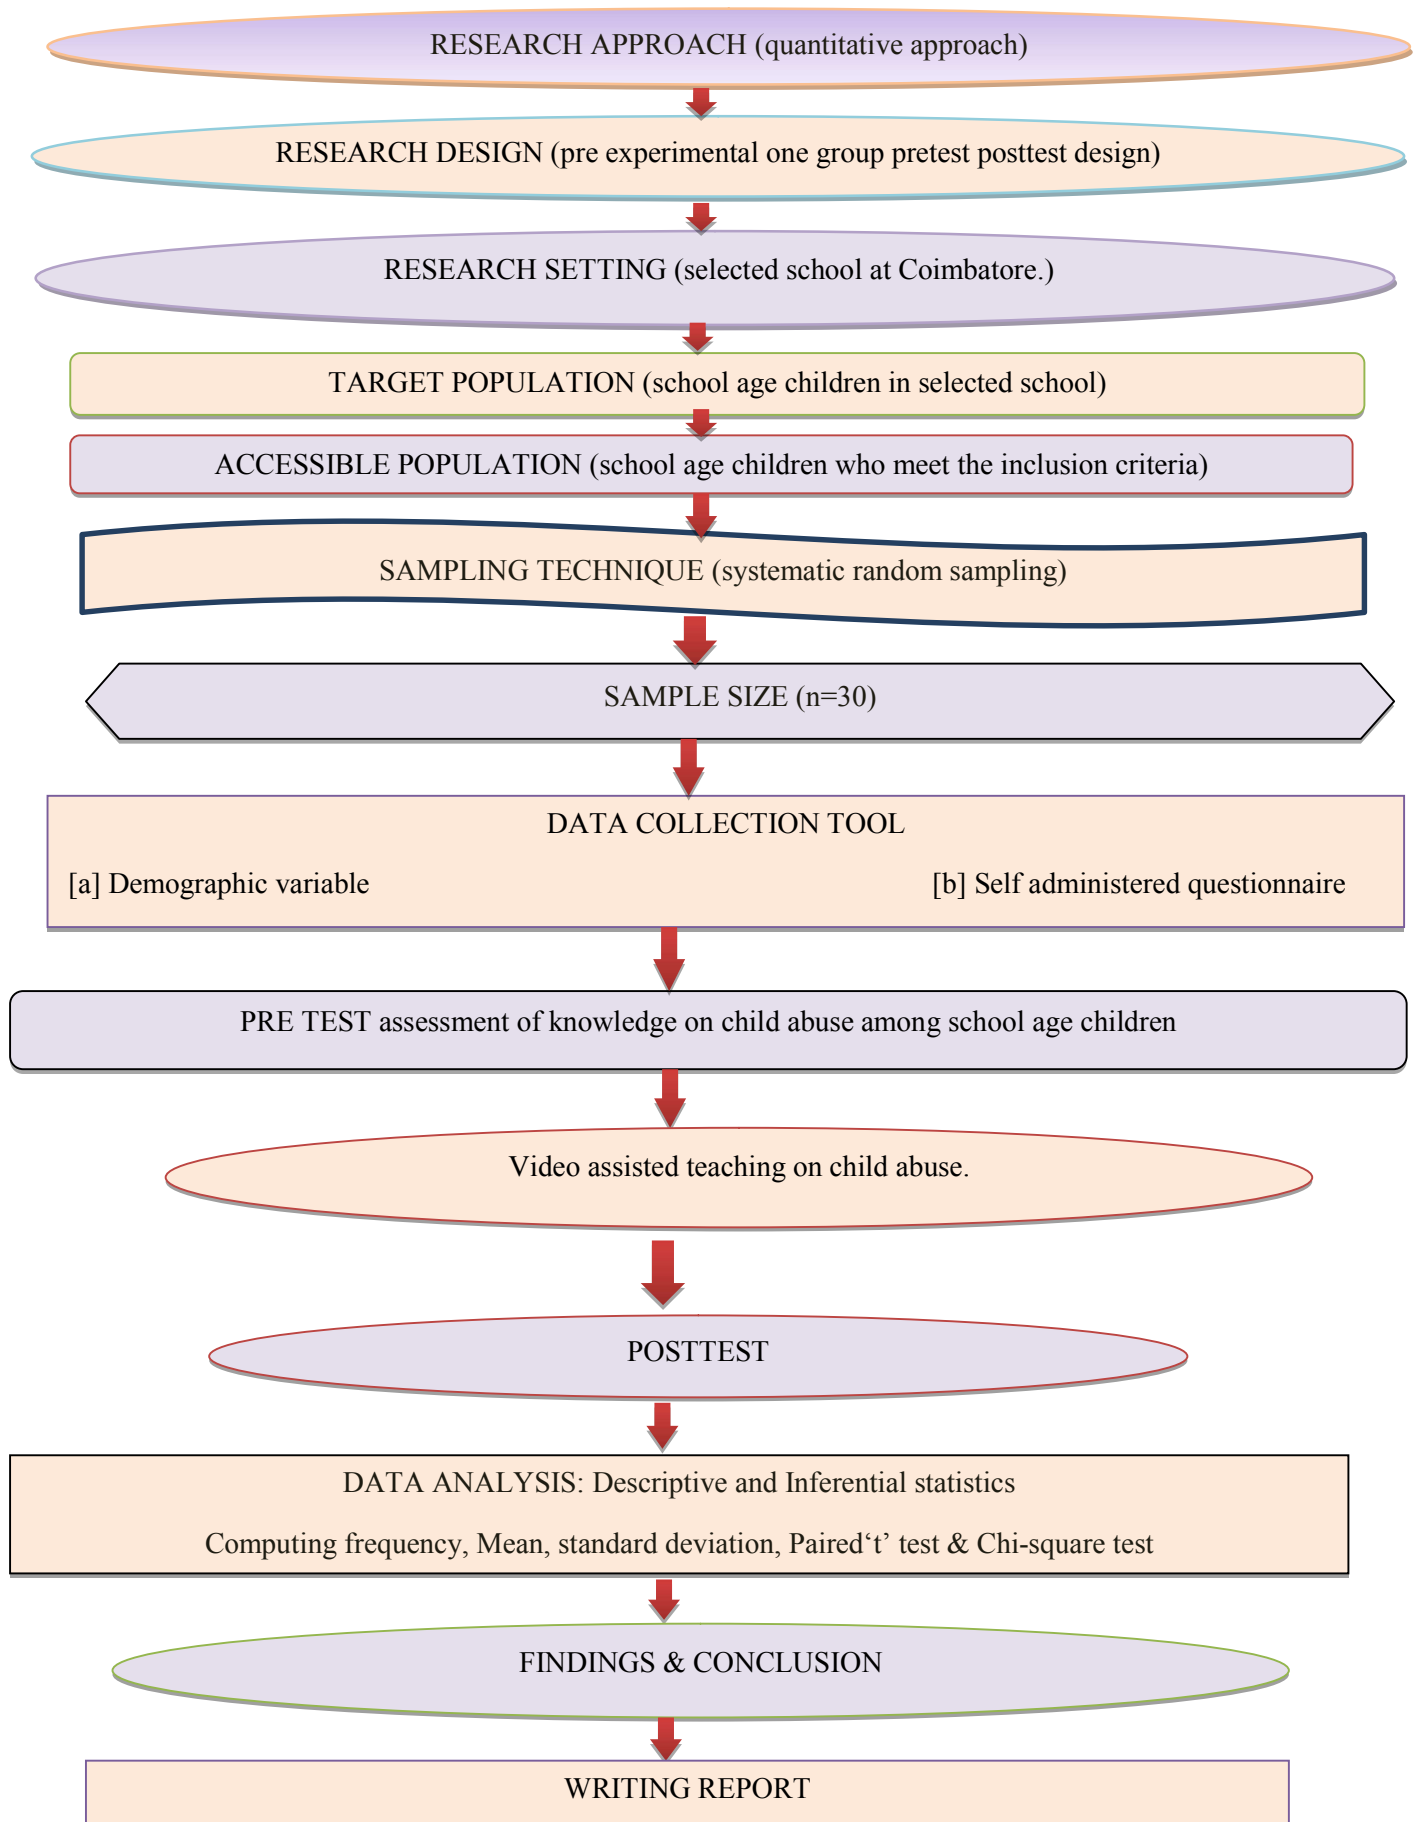 RESEARCH APPROACH (quantitative approach)
RESEARCH DESIGN (pre experimental one group pretest posttest design)
RESEARCH SETTING (selected school at Coimbatore.)
TARGET POPULATION (school age children in selected school)
ACCESSIBLE POPULATION (school age children who meet the inclusion criteria)
SAMPLING TECHNIQUE (systematic random sampling)
SAMPLE SIZE (n=30)
DATA COLLECTION TOOL
[a] Demographic variable [b] Self administered questionnaire
PRE TEST assessment of knowledge on child abuse among school age children
Video assisted teaching on child abuse.
POSTTEST
DATA ANALYSIS: Descriptive and Inferential statistics
Computing frequency, Mean, standard deviation, Paired‘t’ test & Chi-square test
FINDINGS & CONCLUSION
WRITING REPORT